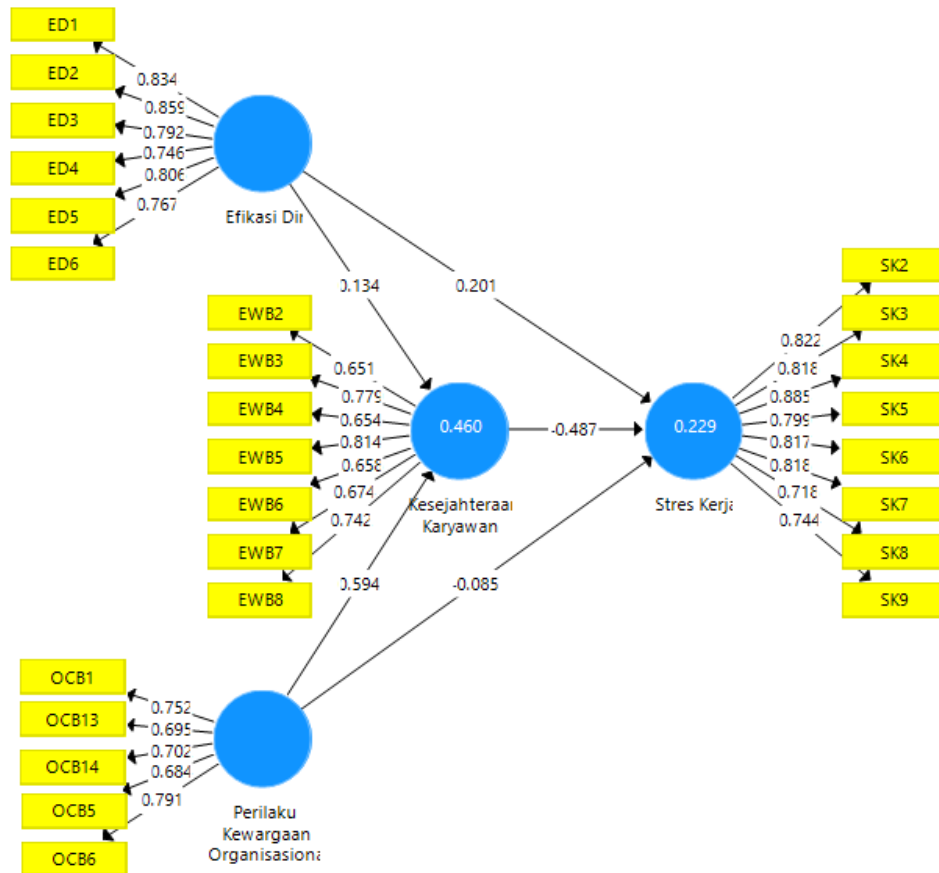 ED1
ED2
ED3
ED4
ED5
ED6
0.834
0.859
0.792
0.746
0.806
0.767
Efikasi Dir
0.134
0.201
EWB2
EWB3
EWB4
EWB5
EWB6
EWB7
EWB8
0.651
0.779
0.654
0.814
0.658
0.674
0.742
0.460
Kesejahteraar
Karyawan
-0.487
0.229
Stres Kerja
SK2
SK3
SK4
SK5
SK6
SK7
SK8
SK9
0.822
0.818
0.885
0.799
0.817
0.818
0.718
0.744
0.594
-0.085
OCB1
OCB13
OCB14
OCB5
OCB6
0.752
0.695
0.702
0.684
0.791
Perilaku
Kewargaan
Organisasiona